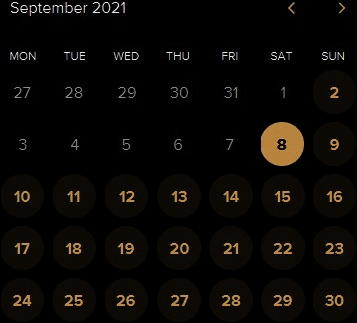 September 2021 < >
MON TUE WED THU FRI SAT SUN
27 28 29 30 31 1 2
3 4 5 6 7 8 9
10 11 12 13 14 15 16
17 18 19 20 21 22 23
24 25 26 27 28 29 30